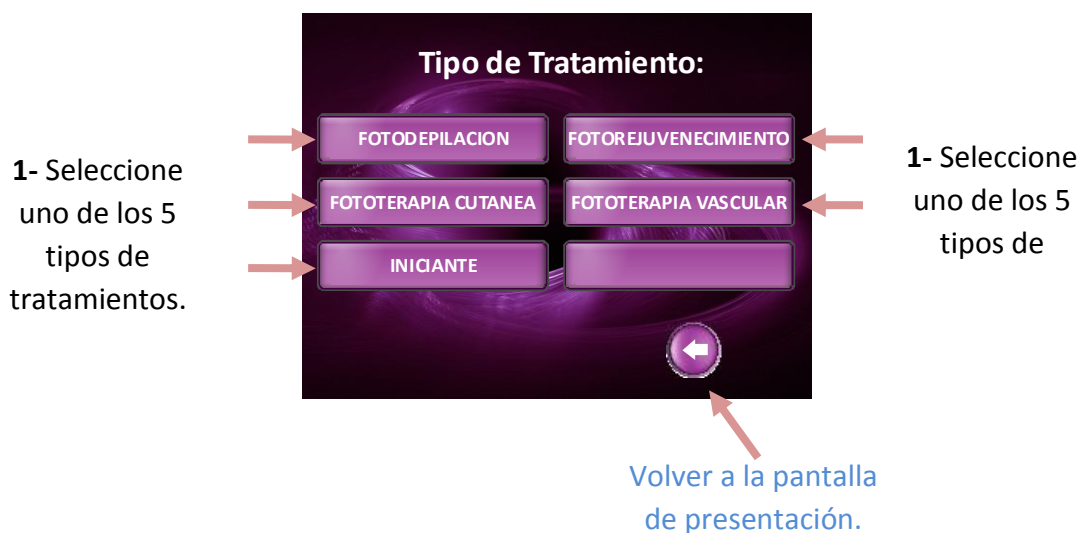 Tipo de Tratamiento:
FOTODEPILACION
FOTOREJUVENECIMIENTO
FOTOTERAPIA CUTANEA
FOTOTERAPIA VASCULAR
INICIANTE
1- Seleccione
uno de los 5
tipos de
tratamientos.
1- Seleccione
uno de los 5
tipos de
Volver a la pantalla
de presentación.